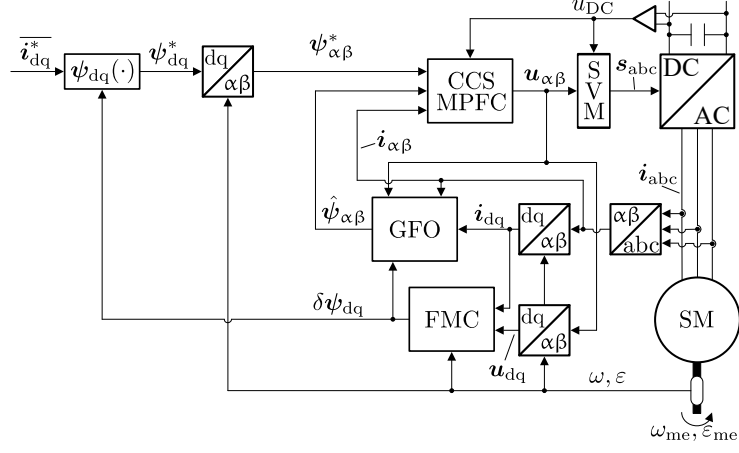 u_DC
i*_dq
ψ_dq(·)
ψ*_dq
dq
αβ
ψ*_αβ
CCS
MPFC
u_αβ
S
V
M
s_abc
DC
AC
i_αβ
i_abc
ψ̂_αβ
GFO
i_dq
dq
αβ
αβ
abc
δψ_dq
FMC
dq
αβ
u_dq
SM
ω, ε
ω_me, ε_me